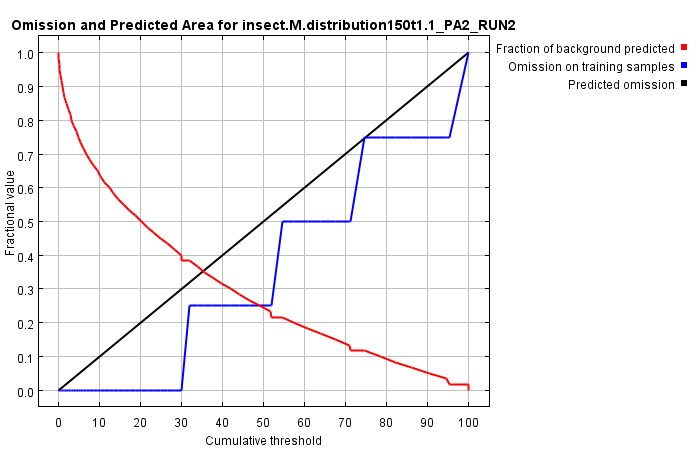 Omission and Predicted Area for insect.M.distribution150t1.1_PA2_RUN2
Fraction of background predicted
Omission on training samples
Predicted omission
Fractional value
1.0
0.9
0.8
0.7
0.6
0.5
0.4
0.3
0.2
0.1
0.0
0 10 20 30 40 50 60 70 80 90 100
Cumulative threshold